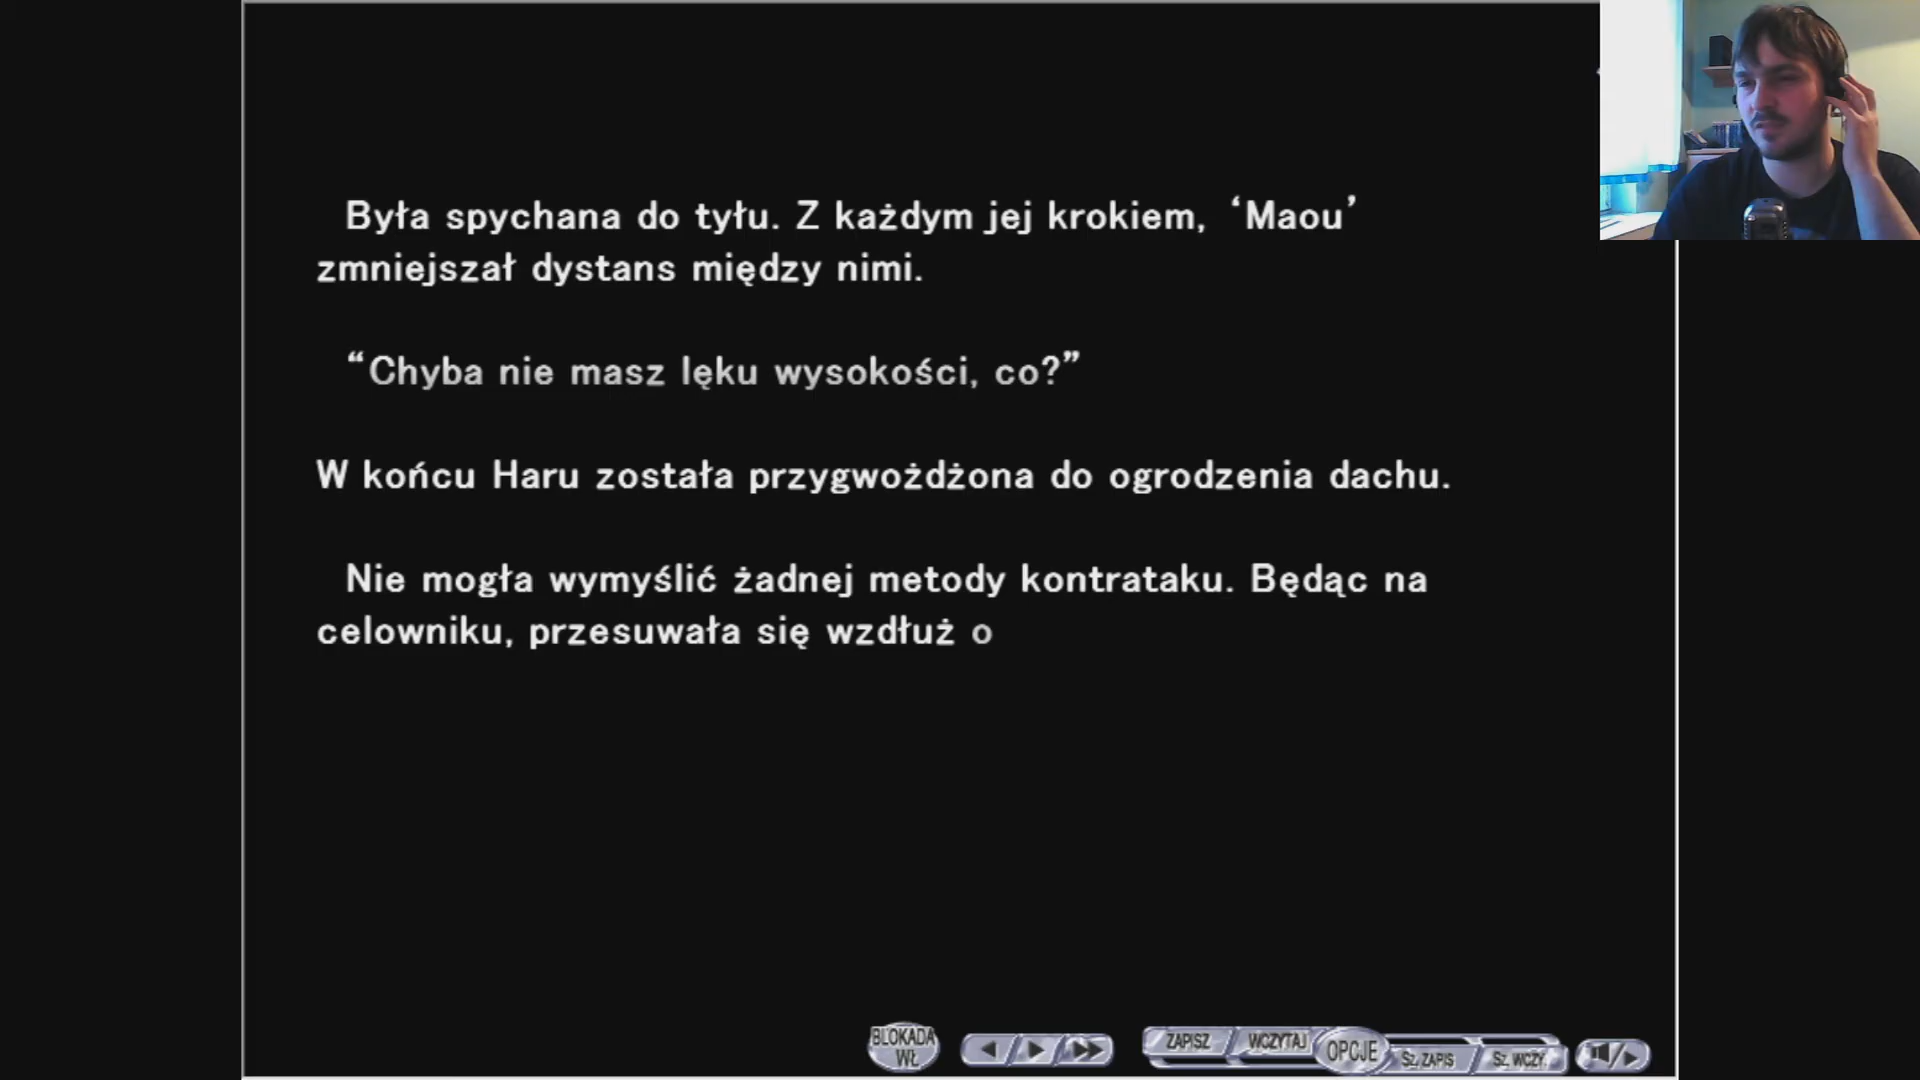 Była spychana do tyłu. Z każdym jej krokiem, ‘Maou’
zmniejszał dystans między nimi.
“Chyba nie masz lęku wysokości, co?”
W końcu Haru została przygwożdżona do ogrodzenia dachu.
Nie mogła wymyślić żadnej metody kontrataku. Będąc na
celowniku, przesuwała się wzdłuż o
BLOKADA
WŁ
ZAPISZ WCZYTAJ OPCJE SZ. ZAPIS SZ. WCZY.